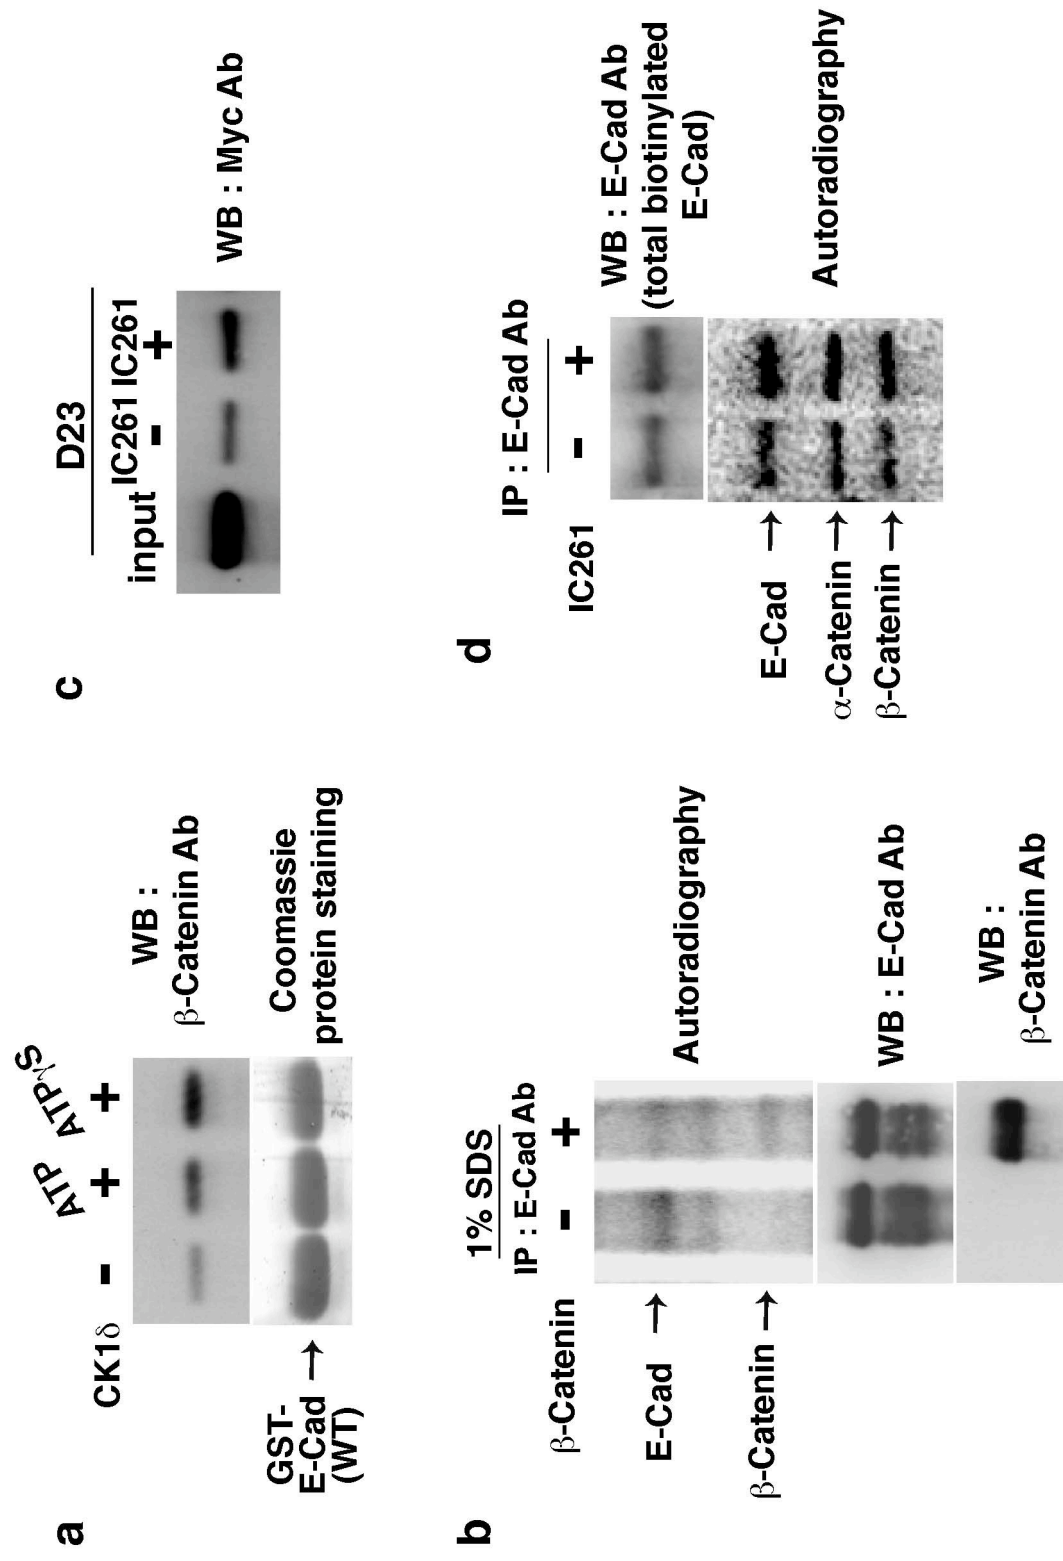 a
CK1δ - + +
ATP ATPγS
WB :
β-Catenin Ab
GST-
E-Cad
(WT)
Coomassie
protein staining
b
1% SDS
IP : E-Cad Ab
β-Catenin - +
E-Cad →
β-Catenin →
Autoradiography
WB : E-Cad Ab
WB :
β-Catenin Ab
c
D23
input IC261 IC261
- +
WB : Myc Ab
d
IP : E-Cad Ab
IC261 - +
WB : E-Cad Ab
(total biotinylated
E-Cad)
E-Cad →
α-Catenin →
β-Catenin →
Autoradiography